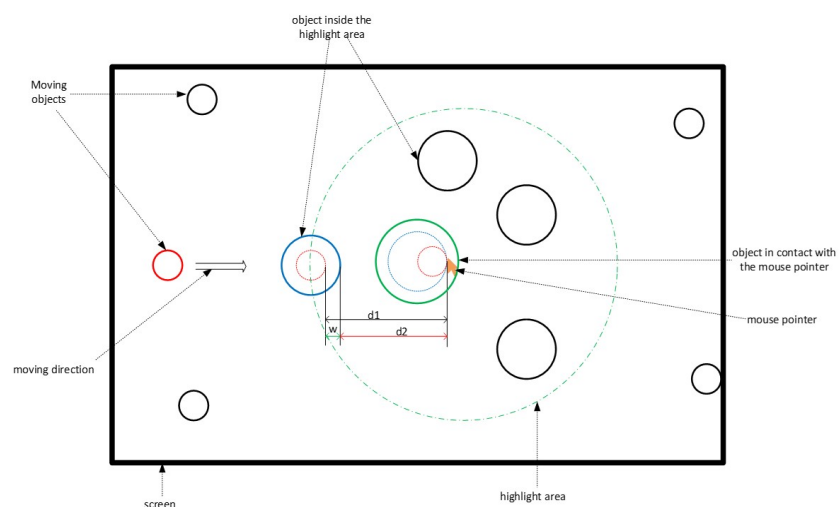 object inside the
highlight area
Moving
objects
object in contact with
the mouse pointer
d1
w
d2
mouse pointer
moving direction
highlight area
screen